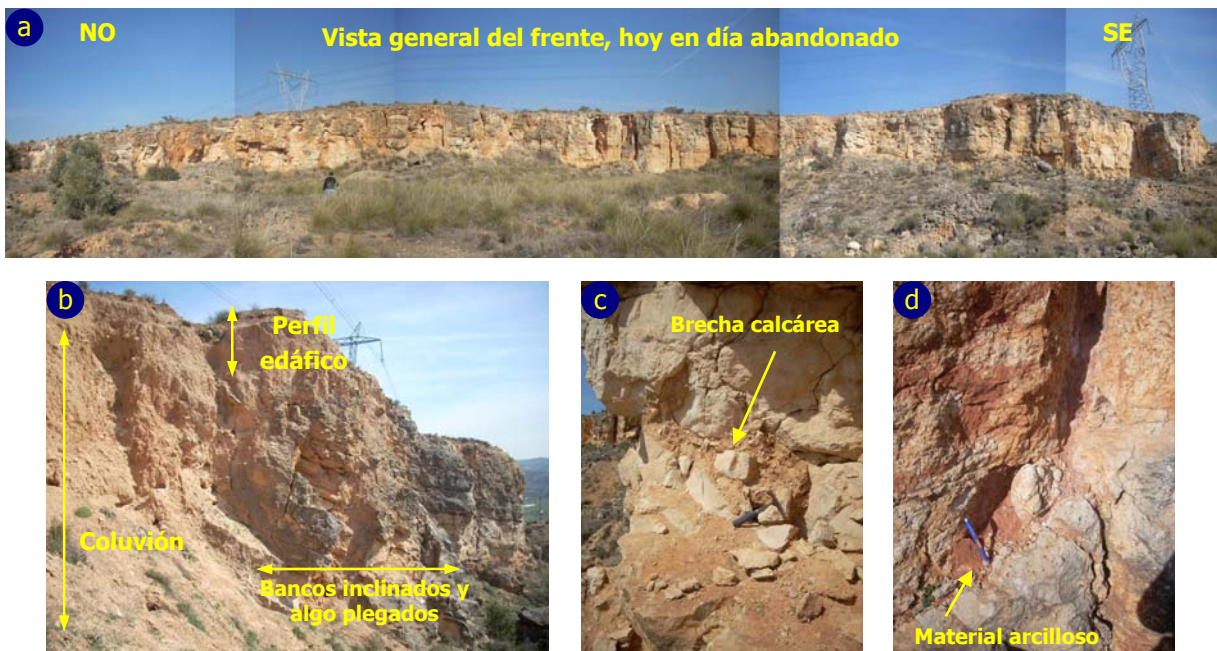 a
NO
Vista general del frente, hoy en día abandonado
SE
b
Perfil
edáfico
Coluvión
Bancos inclinados y
algo plegados
c
Brecha calcárea
d
Material arcilloso